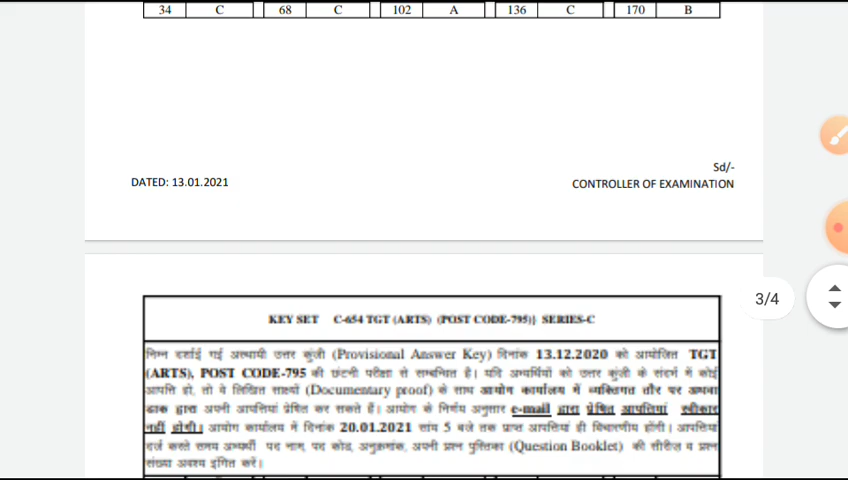 34 C 68 C 102 A 136 C 170 B
Sd/-
DATED: 13.01.2021 CONTROLLER OF EXAMINATION
3/4
KEY SET C-654 TGT (ARTS) (POST CODE-795)} SERIES-C
निम्न दर्शाई गई अस्थायी उत्तर कुंजी (Provisional Answer Key) दिनांक 13.12.2020 को आयोजित TGT
(ARTS), POST CODE-795 की छंटनी परीक्षा से सम्बन्धित है। यदि अभ्यर्थियों को उत्तर कुंजी के संदर्भ में कोई
आपत्ति हो, तो वे लिखित साक्ष्यों (Documentary proof) के साथ आयोग कार्यालय में व्यक्तिगत तौर पर अथवा
डाक द्वारा अपनी आपत्तियां प्रेषित कर सकते हैं। आयोग के निर्णय अनुसार e-mail द्वारा प्रेषित आपत्तियां स्वीकार
नहीं होंगी। आयोग कार्यालय में दिनांक 20.01.2021 सांय 5 बजे तक प्राप्त आपत्तियां ही विचारणीय होंगी। आपत्तियां
दर्ज करते समय अभ्यर्थी पद नाम, पद कोड, अनुक्रमांक, अपनी प्रश्न पुस्तिका (Question Booklet) की सीरीज व प्रश्न
संख्या अवश्य इंगित करें।